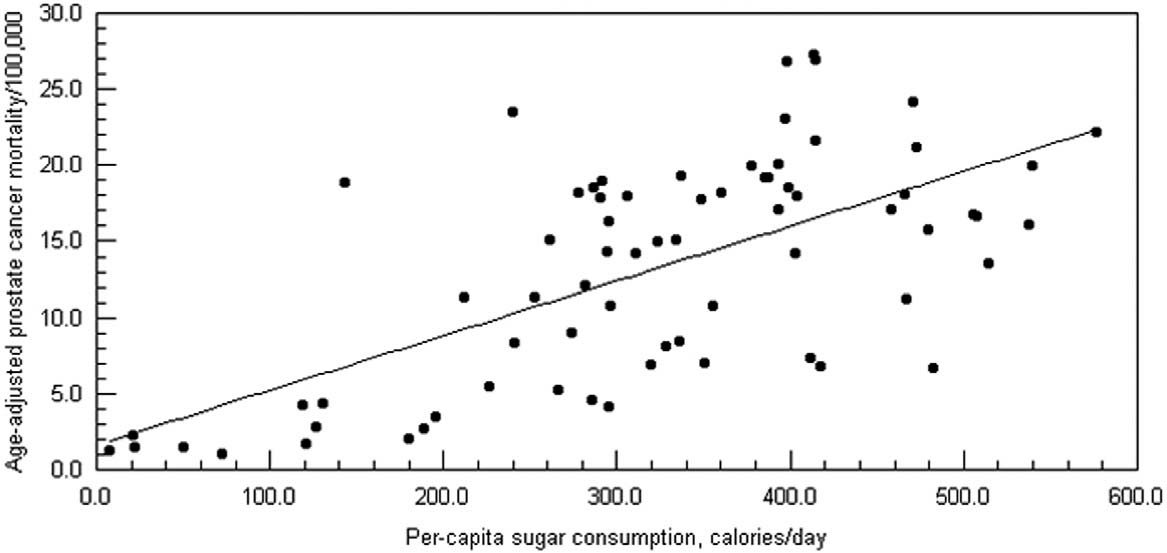 Age-adjusted prostate cancer mortality/100,000
30.0
25.0
20.0
15.0
10.0
5.0
0.0
0.0 100.0 200.0 300.0 400.0 500.0 600.0
Per-capita sugar consumption, calories/day